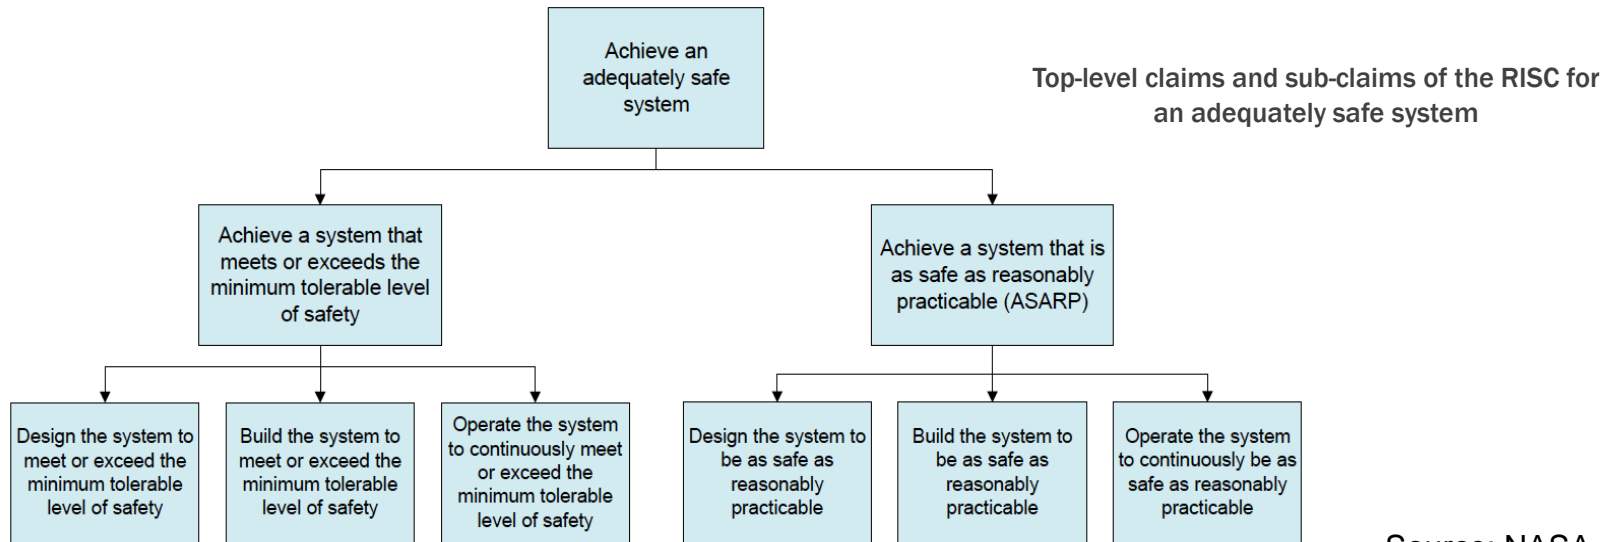 Achieve an
adequately safe
system
Top-level claims and sub-claims of the RISC for
an adequately safe system
Achieve a system that
meets or exceeds the
minimum tolerable level
of safety
Achieve a system that is
as safe as reasonably
practicable (ASARP)
Design the system to
meet or exceed the
minimum tolerable
level of safety
Build the system to
meet or exceed the
minimum tolerable
level of safety
Operate the system
to continuously meet
or exceed the
minimum tolerable
level of safety
Design the system to
be as safe as
reasonably
practicable
Build the system to
be as safe as
reasonably
practicable
Operate the system
to continuously be as
safe as reasonably
practicable
Source: NASA